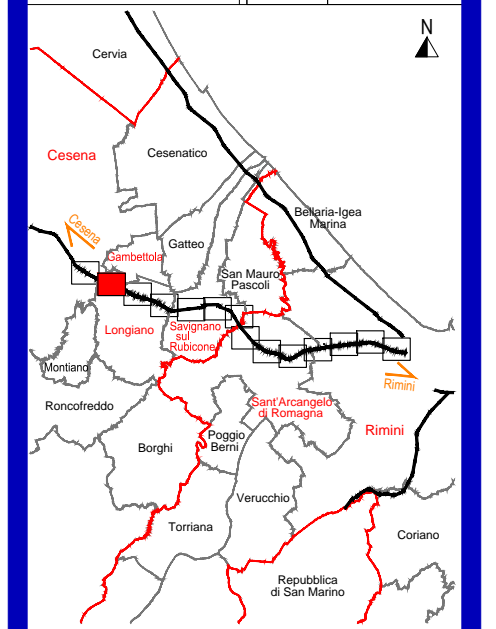 N
Cervia
Cesena
Cesenatico
Bellaria-Igea
Marina
Cesena
Gatteo
Gambettola
San Mauro
Pascoli
Longiano
Savignano
sul
Rubicone
Montiano
Rimini
Roncofreddo
Sant'Arcangelo
di Romagna
Rimini
Borghi
Poggio
Berni
Verucchio
Torriana
Coriano
Repubblica
di San Marino